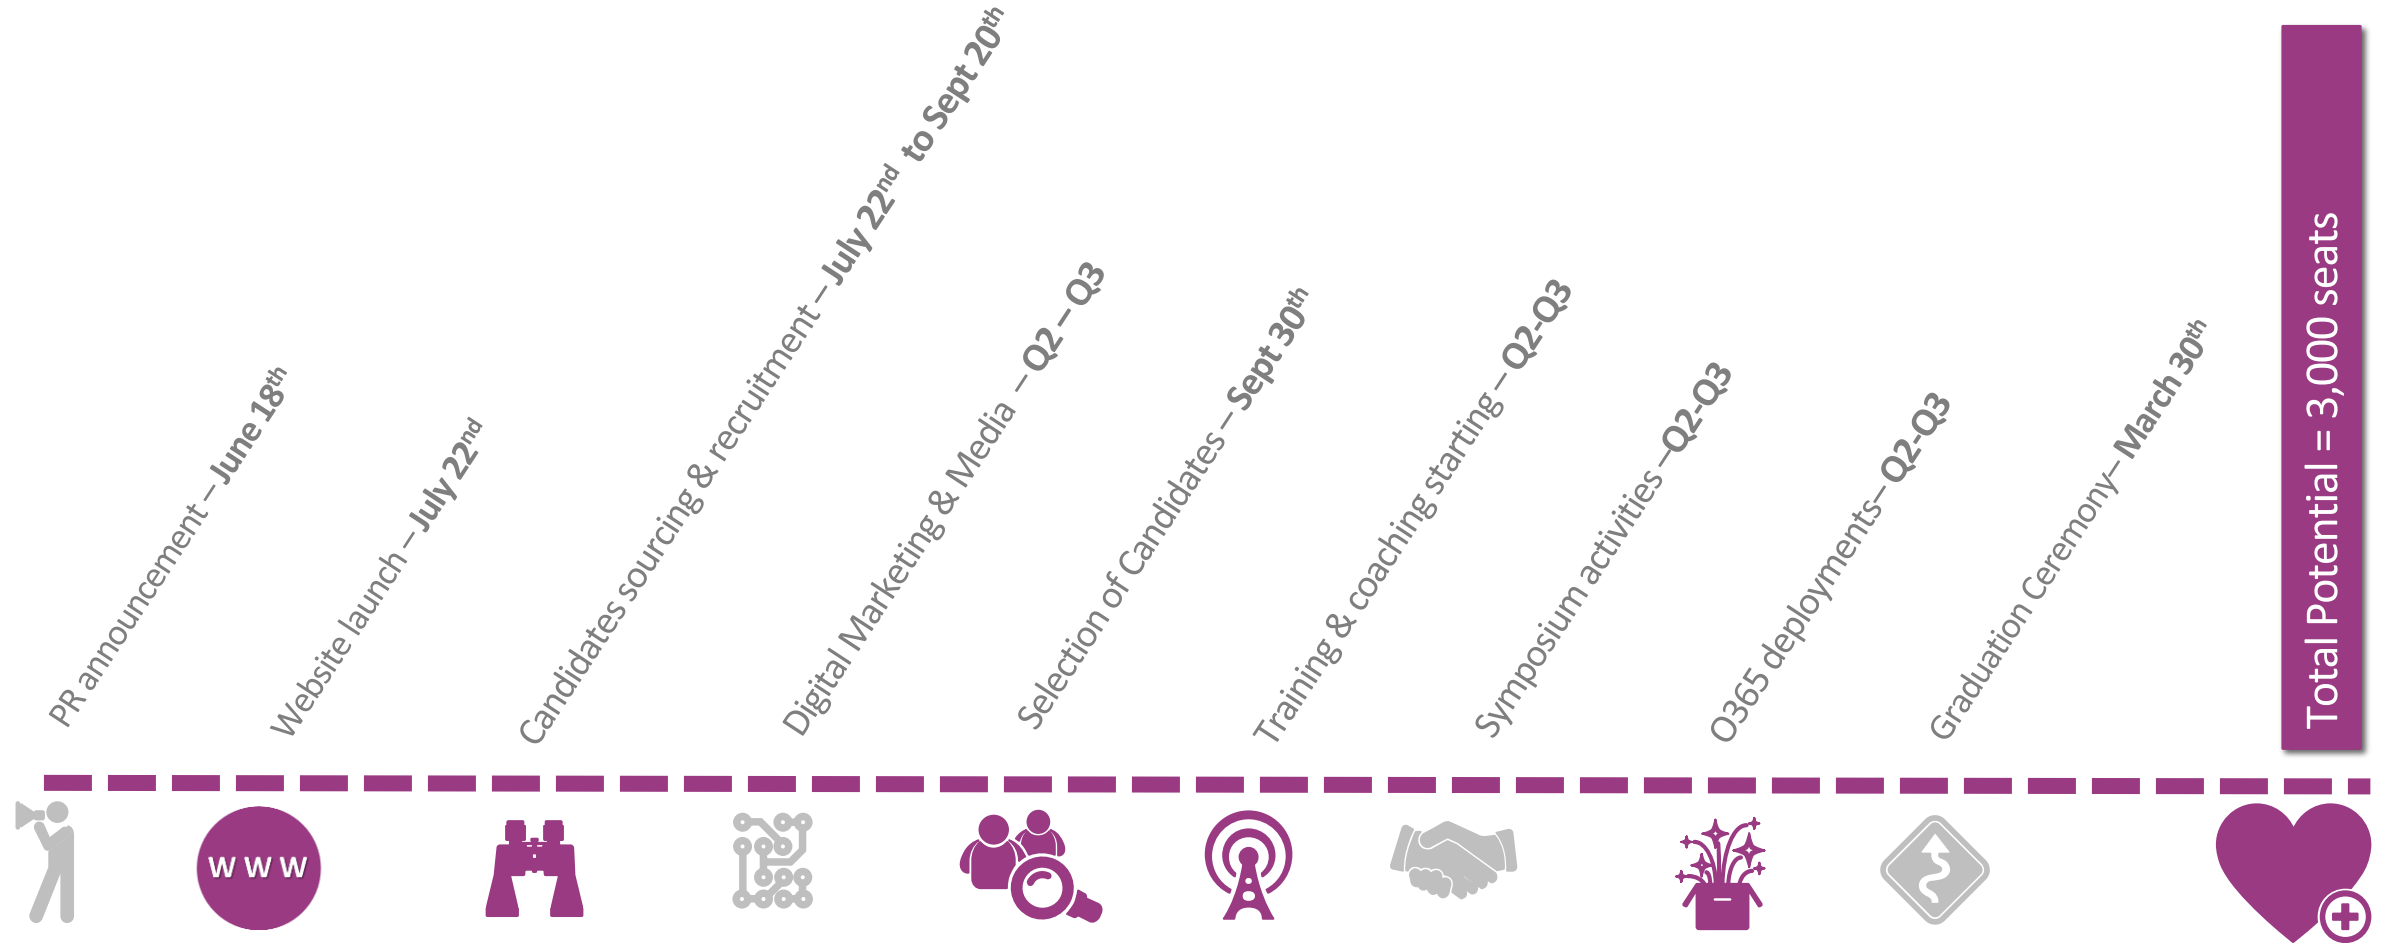 PR announcement – June 18th
Website launch – July 22nd
Candidates sourcing & recruitment – July 22nd to Sept 20th
Digital Marketing & Media – Q2 – Q3
Selection of Candidates – Sept 30th
Training & coaching starting – Q2-Q3
Symposium activities –Q2-Q3
O365 deployments– Q2-Q3
Graduation Ceremony– March 30th
Total Potential = 3,000 seats
W W W